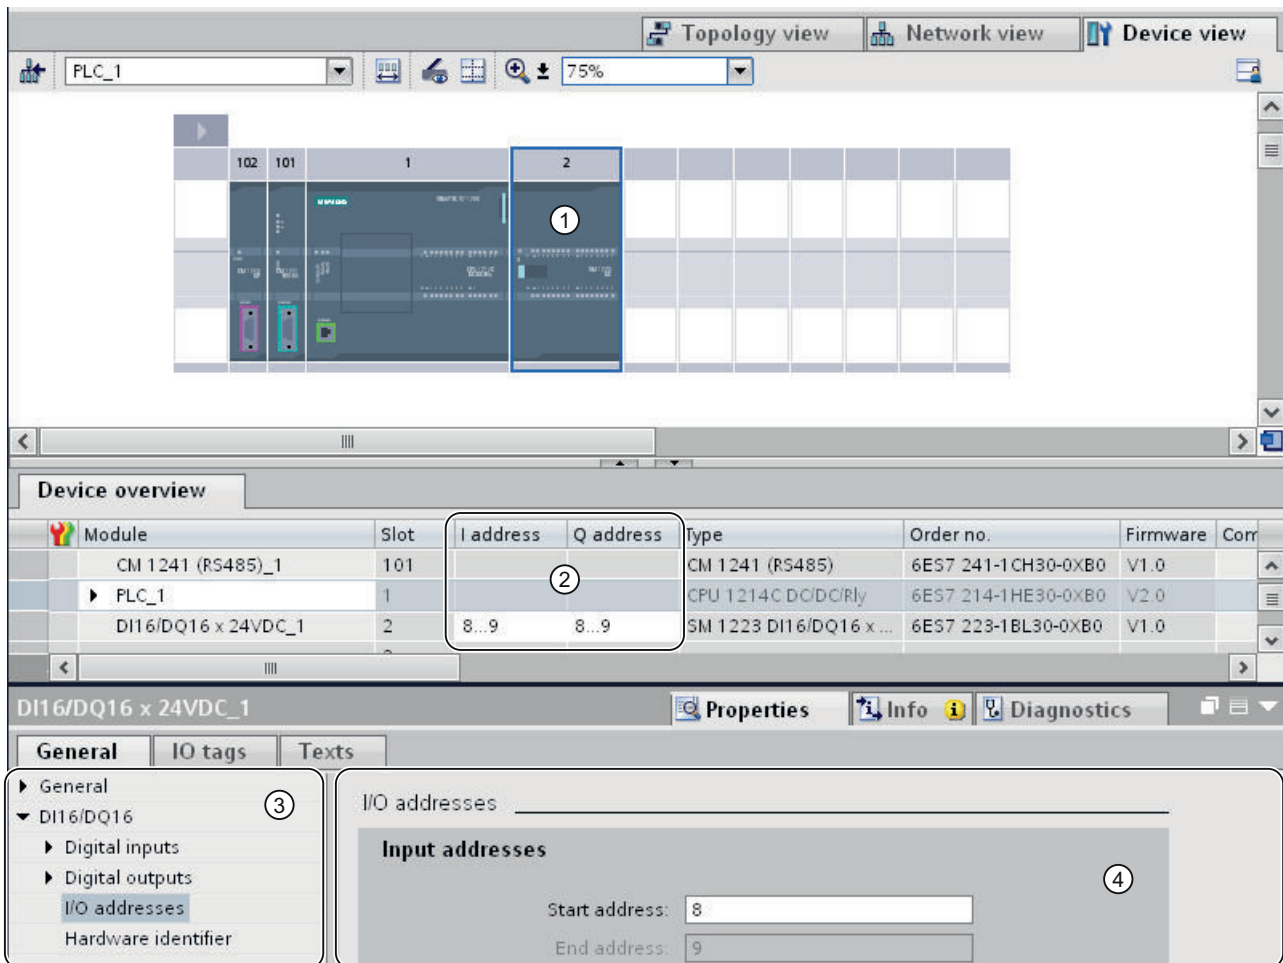 Topology view Network view Device view
PLC_1 75%
102 101 1 2
SIEMENS
①
Device overview
Module Slot I address Q address Type Order no. Firmware Com
CM 1241 (RS485)_1 101 CM 1241 (RS485) 6ES7 241-1CH30-0XB0 V1.0
②
PLC_1 1 CPU 1214C DC/DC/Rly 6ES7 214-1HE30-0XB0 V2.0
DI16/DQ16 x 24VDC_1 2 8...9 8...9 SM 1223 DI16/DQ16 x ... 6ES7 223-1BL30-0XB0 V1.0
DI16/DQ16 x 24VDC_1 Properties Info Diagnostics
General IO tags Texts
General
③
DI16/DQ16
Digital inputs
Digital outputs
I/O addresses
Hardware identifier
I/O addresses
Input addresses
④
Start address: 8
End address: 9